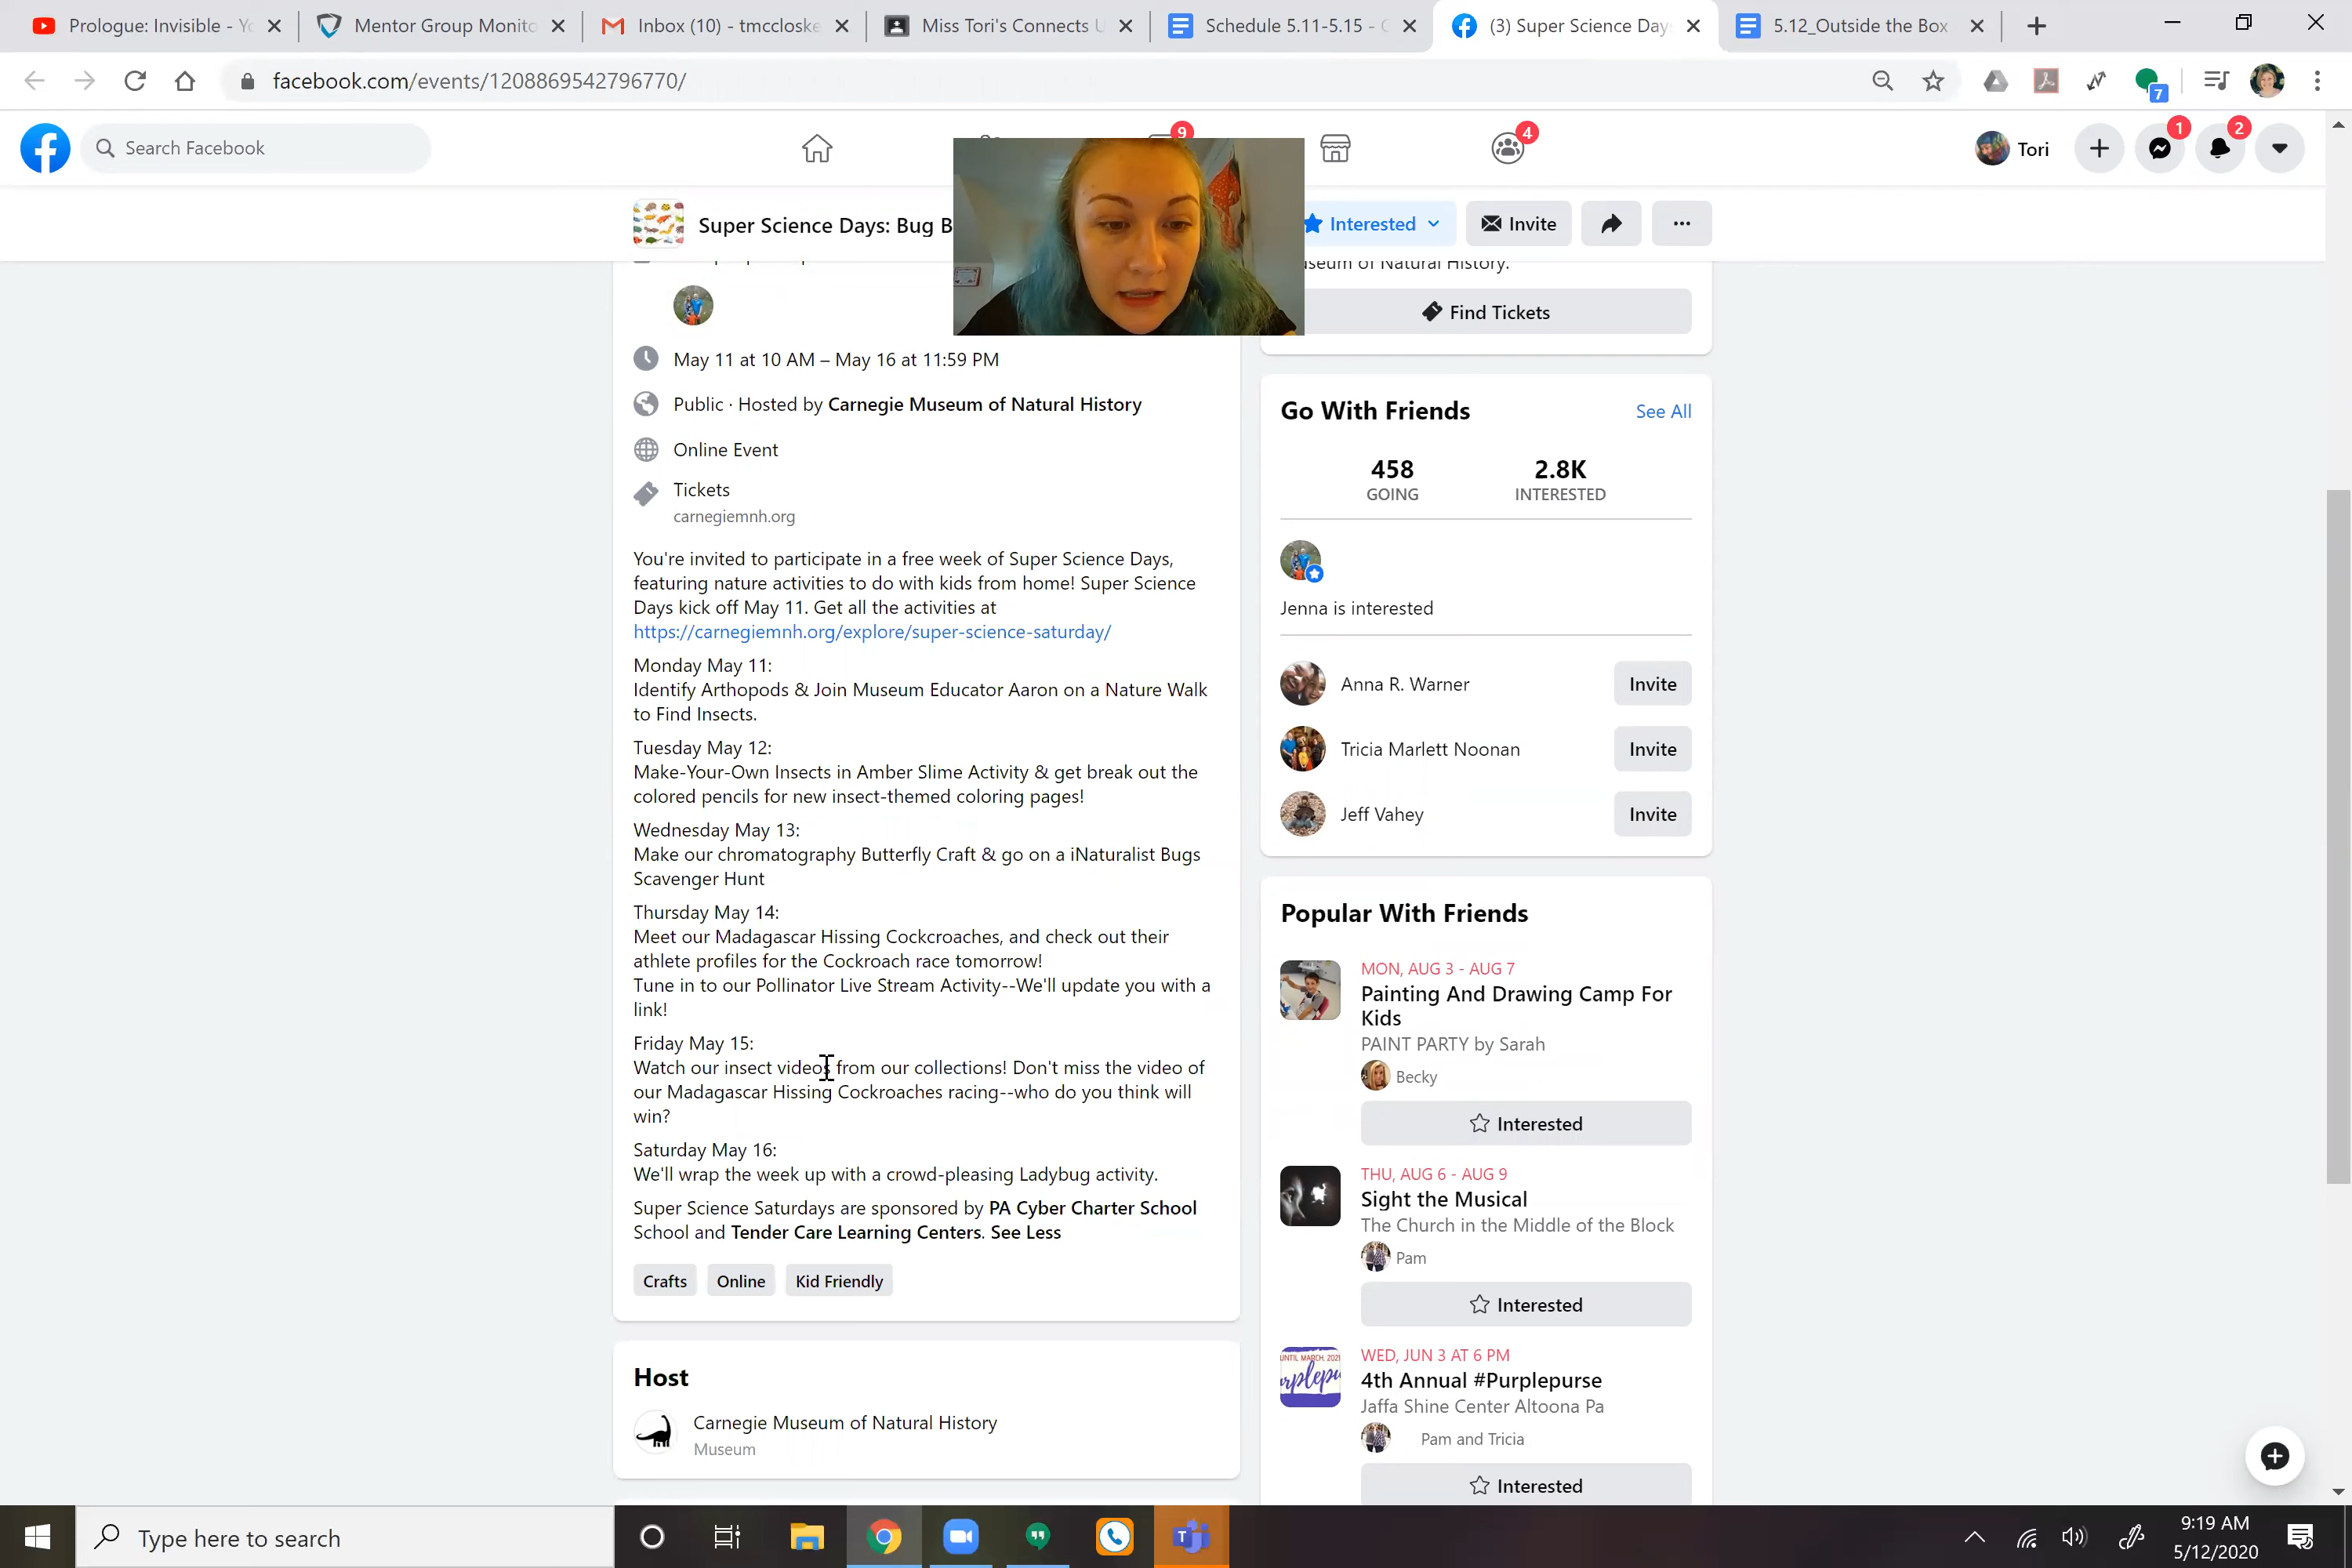 Prologue: Invisible - Yo
Mentor Group Monito
Inbox (10) - tmccloske
Miss Tori's Connects U
Schedule 5.11-5.15 - G
(3) Super Science Day
5.12_Outside the Box
facebook.com/events/1208869542796770/
7
Search Facebook
9
4
Tori
1
2
Super Science Days: Bug B
Interested
Invite
seum of Natural History.
Find Tickets
May 11 at 10 AM – May 16 at 11:59 PM
Public · Hosted by Carnegie Museum of Natural History
Online Event
Tickets
carnegiemnh.org
You're invited to participate in a free week of Super Science Days,
featuring nature activities to do with kids from home! Super Science
Days kick off May 11. Get all the activities at
https://carnegiemnh.org/explore/super-science-saturday/
Monday May 11:
Identify Arthopods & Join Museum Educator Aaron on a Nature Walk
to Find Insects.
Tuesday May 12:
Make-Your-Own Insects in Amber Slime Activity & get break out the
colored pencils for new insect-themed coloring pages!
Wednesday May 13:
Make our chromatography Butterfly Craft & go on a iNaturalist Bugs
Scavenger Hunt
Thursday May 14:
Meet our Madagascar Hissing Cockcroaches, and check out their
athlete profiles for the Cockroach race tomorrow!
Tune in to our Pollinator Live Stream Activity--We'll update you with a
link!
Friday May 15:
Watch our insect videos from our collections! Don't miss the video of
our Madagascar Hissing Cockroaches racing--who do you think will
win?
Saturday May 16:
We'll wrap the week up with a crowd-pleasing Ladybug activity.
Super Science Saturdays are sponsored by PA Cyber Charter School
School and Tender Care Learning Centers. See Less
Crafts
Online
Kid Friendly
Host
Carnegie Museum of Natural History
Museum
Go With Friends
See All
458
2.8K
GOING
INTERESTED
Jenna is interested
Anna R. Warner
Invite
Tricia Marlett Noonan
Invite
Jeff Vahey
Invite
Popular With Friends
MON, AUG 3 - AUG 7
Painting And Drawing Camp For
Kids
PAINT PARTY by Sarah
Becky
Interested
THU, AUG 6 - AUG 9
Sight the Musical
The Church in the Middle of the Block
Pam
Interested
WED, JUN 3 AT 6 PM
4th Annual #Purplepurse
Jaffa Shine Center Altoona Pa
Pam and Tricia
Interested
Type here to search
9:19 AM
5/12/2020